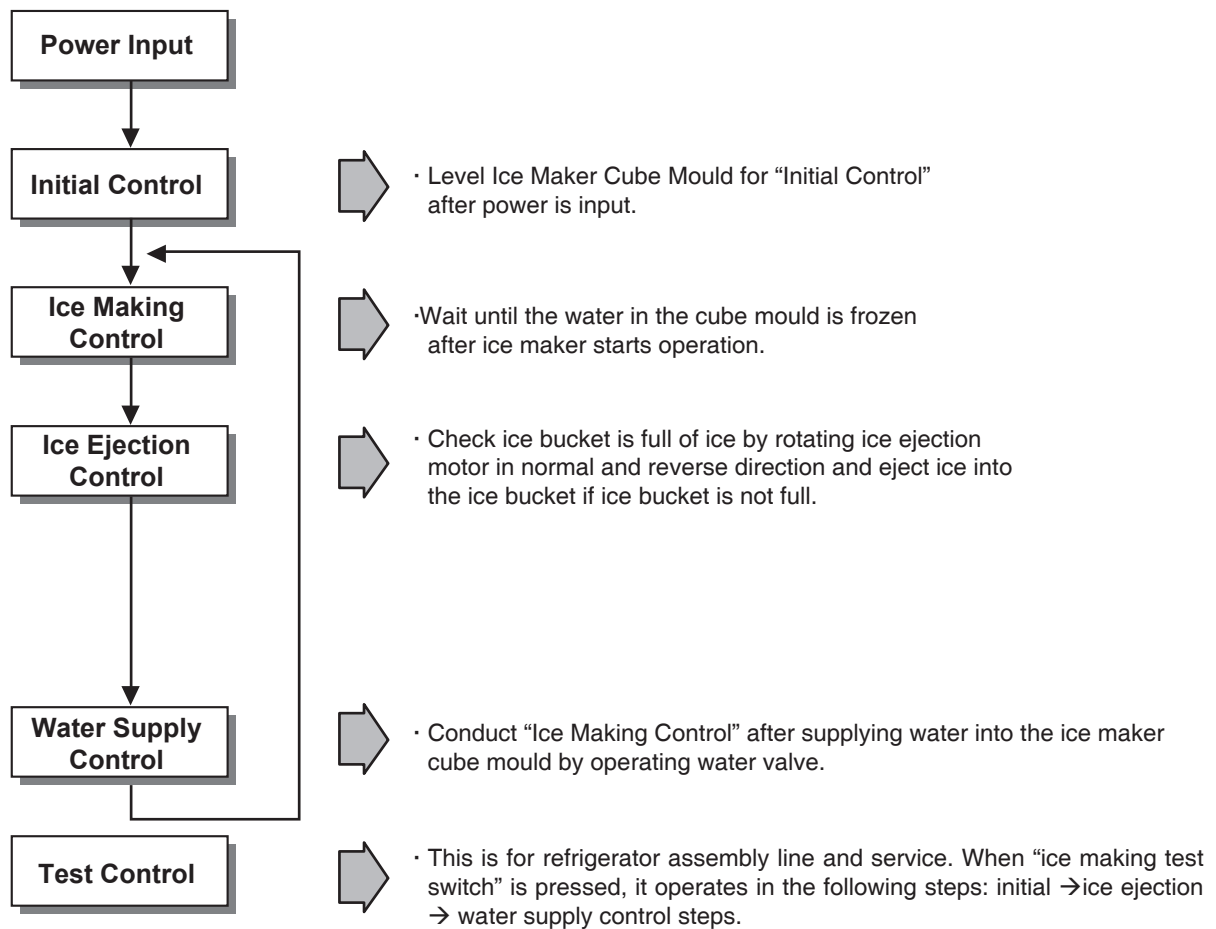 Power Input
Initial Control
· Level Ice Maker Cube Mould for “Initial Control”
after power is input.
Ice Making
Control
·Wait until the water in the cube mould is frozen
after ice maker starts operation.
Ice Ejection
Control
· Check ice bucket is full of ice by rotating ice ejection
motor in normal and reverse direction and eject ice into
the ice bucket if ice bucket is not full.
Water Supply
Control
· Conduct “Ice Making Control” after supplying water into the ice maker
cube mould by operating water valve.
Test Control
· This is for refrigerator assembly line and service. When “ice making test
switch” is pressed, it operates in the following steps: initial →ice ejection
→ water supply control steps.